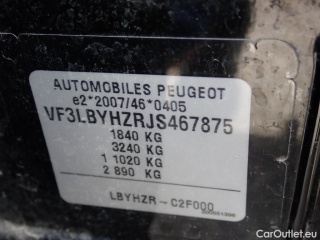 AUTOMOBILES PEUGEOT
e2*2007/46*0405
VF3LBYHZRJS467875
1840 KG
3240 KG
1 1020 KG
2 890 KG
LBYHZR - C2F000
CarOutlet.eu